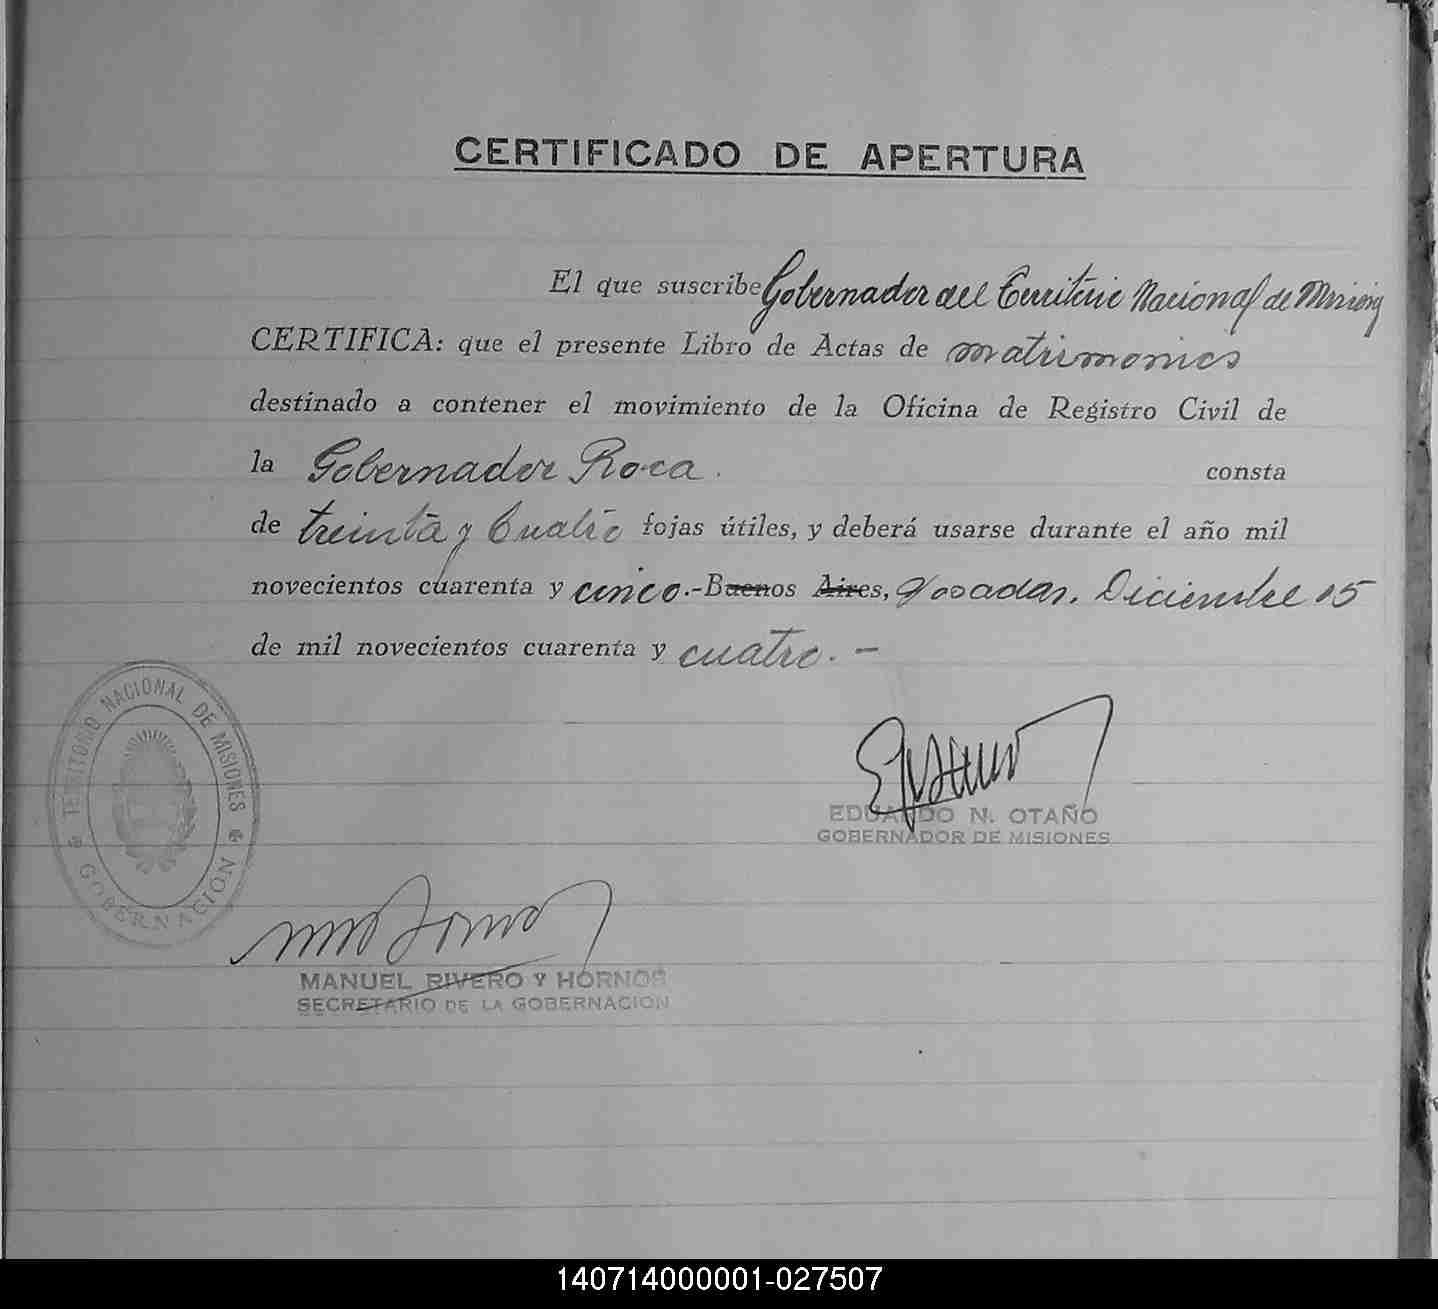 CERTIFICADO DE APERTURA
El que suscribe Gobernador del Territorio Nacional de Misiones
CERTIFICA: que el presente Libro de Actas de matrimonios
destinado a contener el movimiento de la Oficina de Registro Civil de
la Gobernador Roca. consta
de treinta y Cuatro fojas útiles, y deberá usarse durante el año mil
novecientos cuarenta y cinco.-Buenos Aires, Posadas, Diciembre 15
de mil novecientos cuarenta y cuatro.-
TERRITORIO NACIONAL DE MISIONES
GOBERNACION
EDUARDO N. OTAÑO
GOBERNADOR DE MISIONES
MANUEL RIVERO Y HORNOS
SECRETARIO DE LA GOBERNACION
140714000001-027507